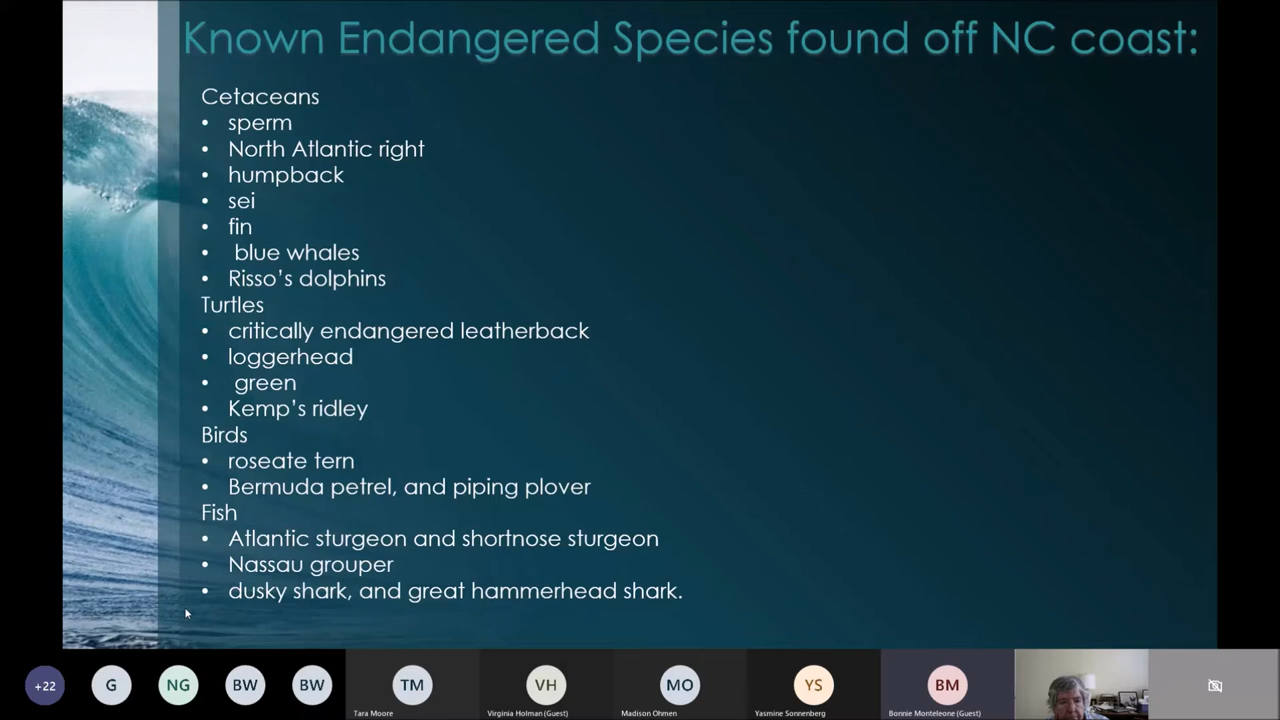 Known Endangered Species found off NC coast:
Cetaceans
• sperm
• North Atlantic right
• humpback
• sei
• fin
• blue whales
• Risso's dolphins
Turtles
• critically endangered leatherback
• loggerhead
• green
• Kemp's ridley
Birds
• roseate tern
• Bermuda petrel, and piping plover
Fish
• Atlantic sturgeon and shortnose sturgeon
• Nassau grouper
• dusky shark, and great hammerhead shark.
+22 G NG BW BW TM VH MO YS BM
Tara Moore Virginia Holman (Guest) Madison Ohmen Yasmine Sonnenberg Bonnie Monteleone (Guest)